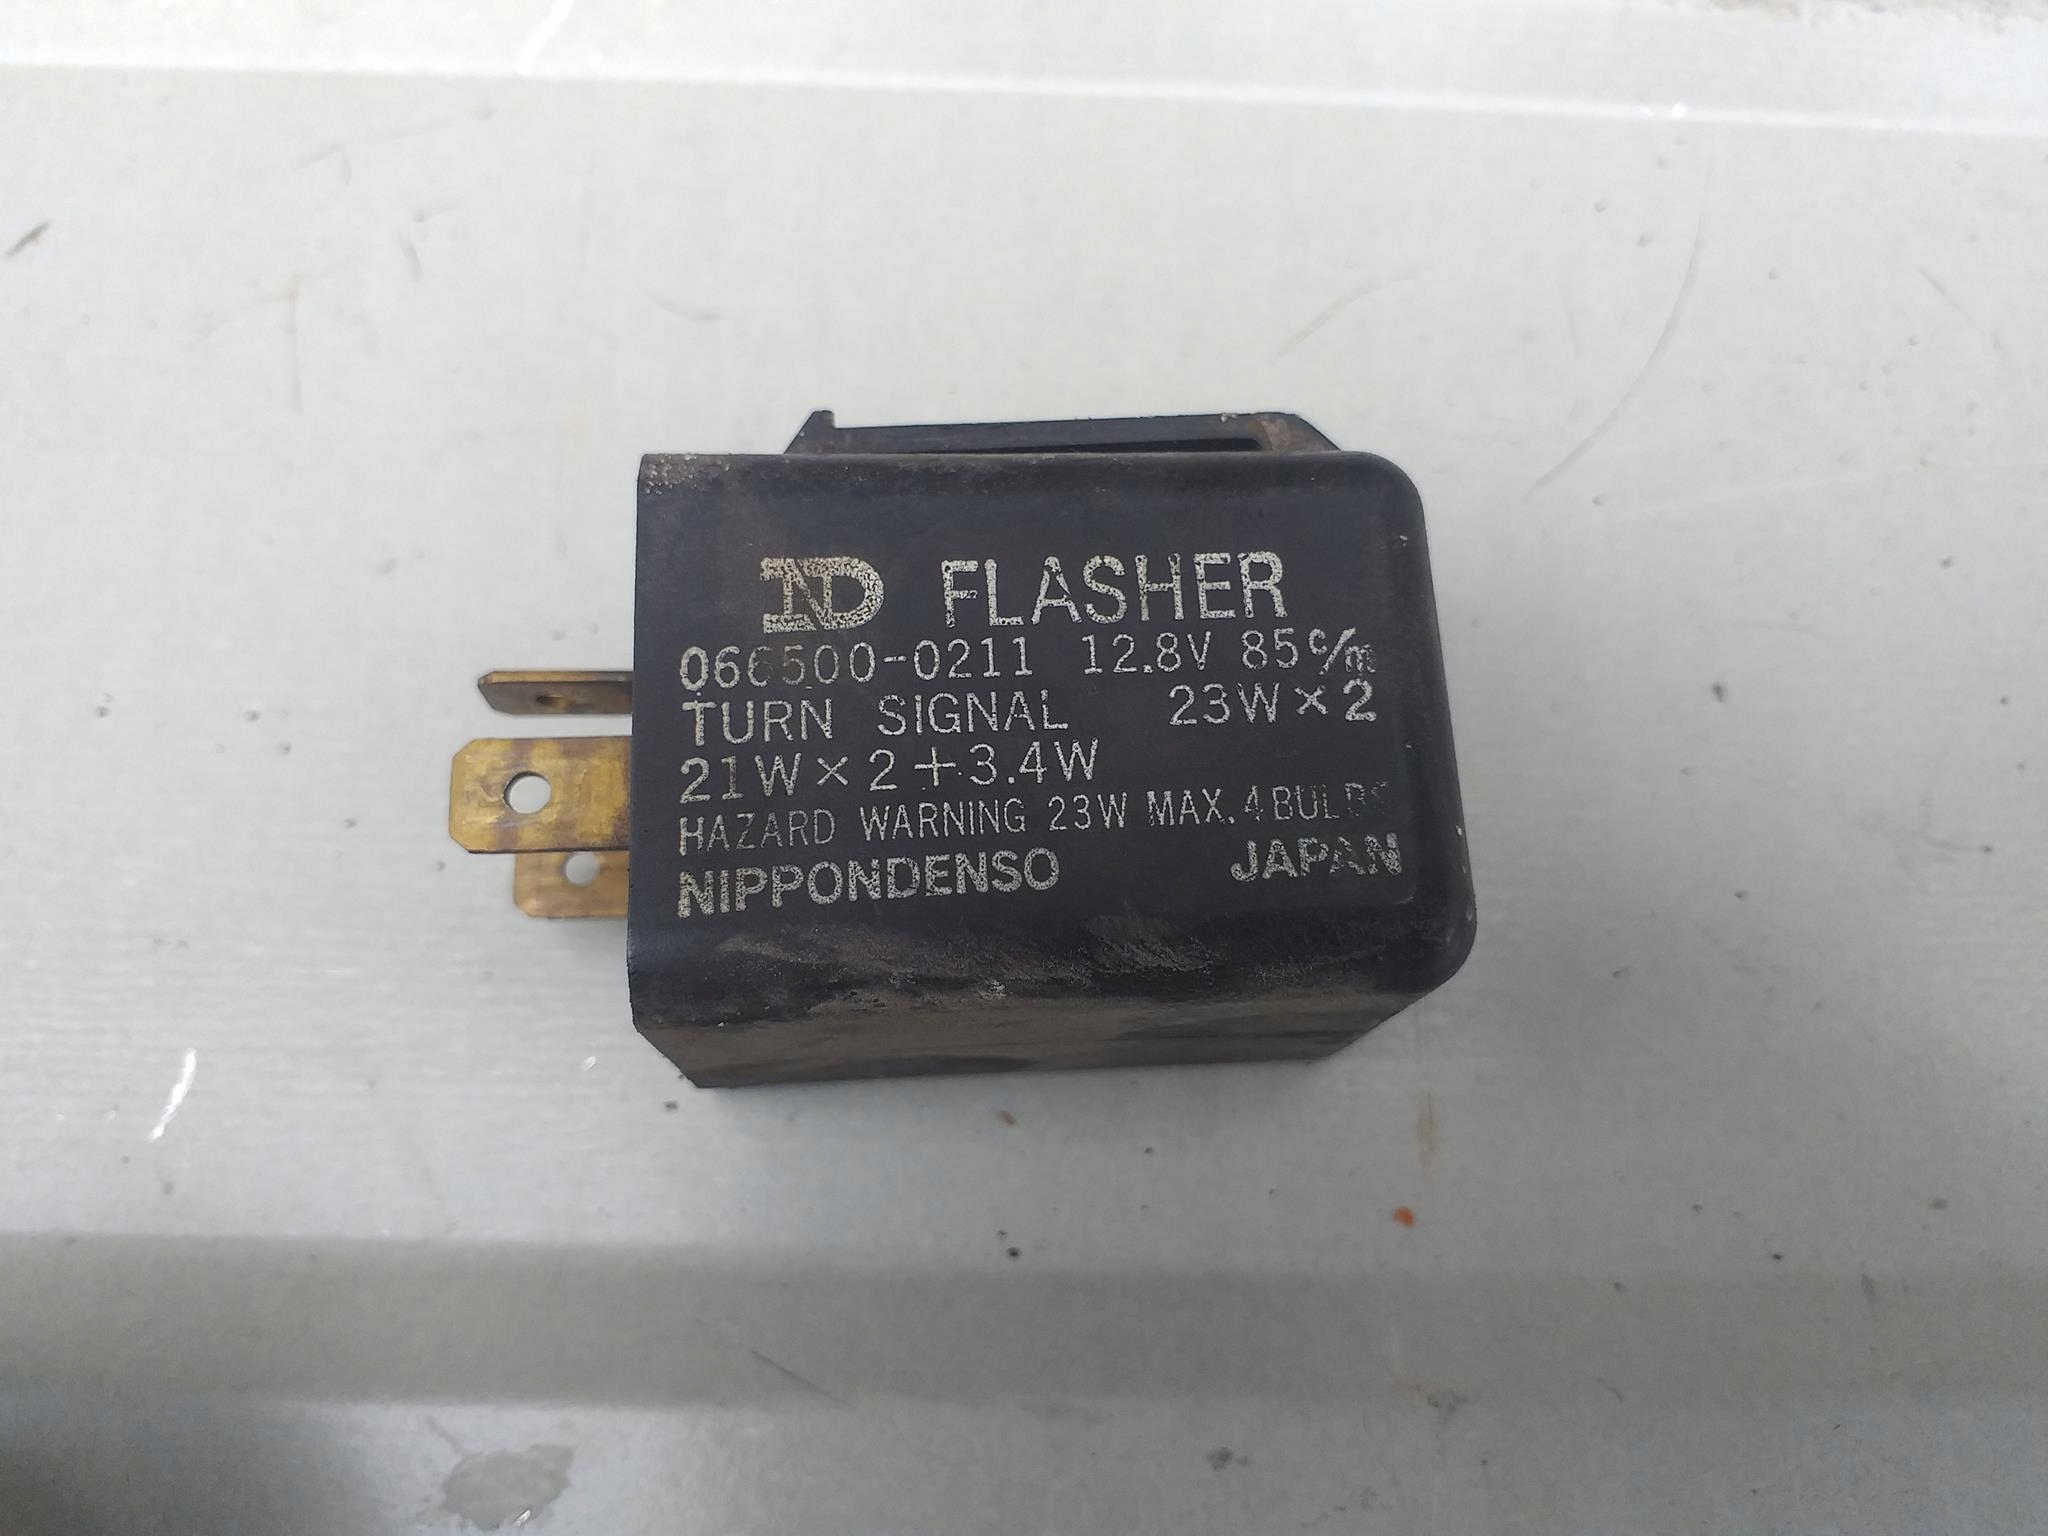 ND FLASHER
066500-0211 12.8V 85c/m
TURN SIGNAL 23W×2
21W×2+3.4W
HAZARD WARNING 23W MAX. 4BULBS
NIPPONDENSO JAPAN